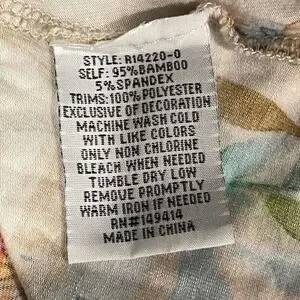 STYLE: R14220-0
SELF: 95%BAMBOO
5%SPANDEX
TRIMS:100% POLYESTER
EXCLUSIVE OF DECORATION
MACHINE WASH COLD
WITH LIKE COLORS
ONLY NON CHLORINE
BLEACH WHEN NEEDED
TUMBLE DRY LOW
REMOVE PROMPTLY
WARM IRON IF NEEDED
RN#149414
MADE IN CHINA